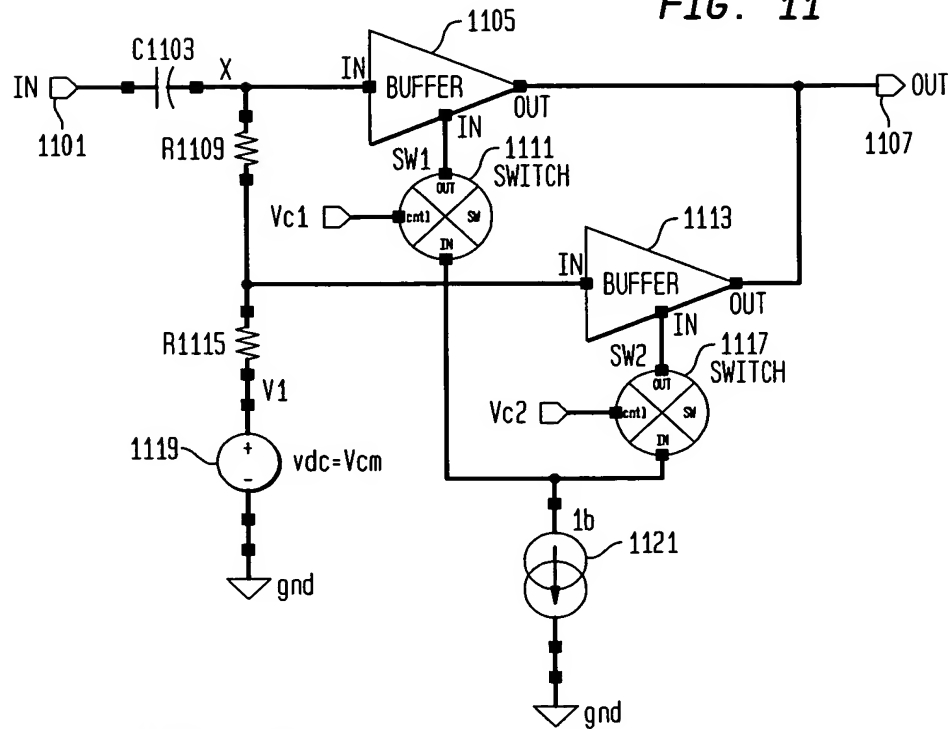 FIG. 11
1105
C1103
IN
X
IN
BUFFER
OUT
OUT
1101
IN
1107
R1109
SW1
1111
SWITCH
OUT
Vc1
cntl
SW
IN
1113
IN
BUFFER
OUT
IN
R1115
SW2
1117
SWITCH
OUT
V1
Vc2
cntl
SW
IN
1119
+
-
vdc=Vcm
1b
1121
gnd
gnd